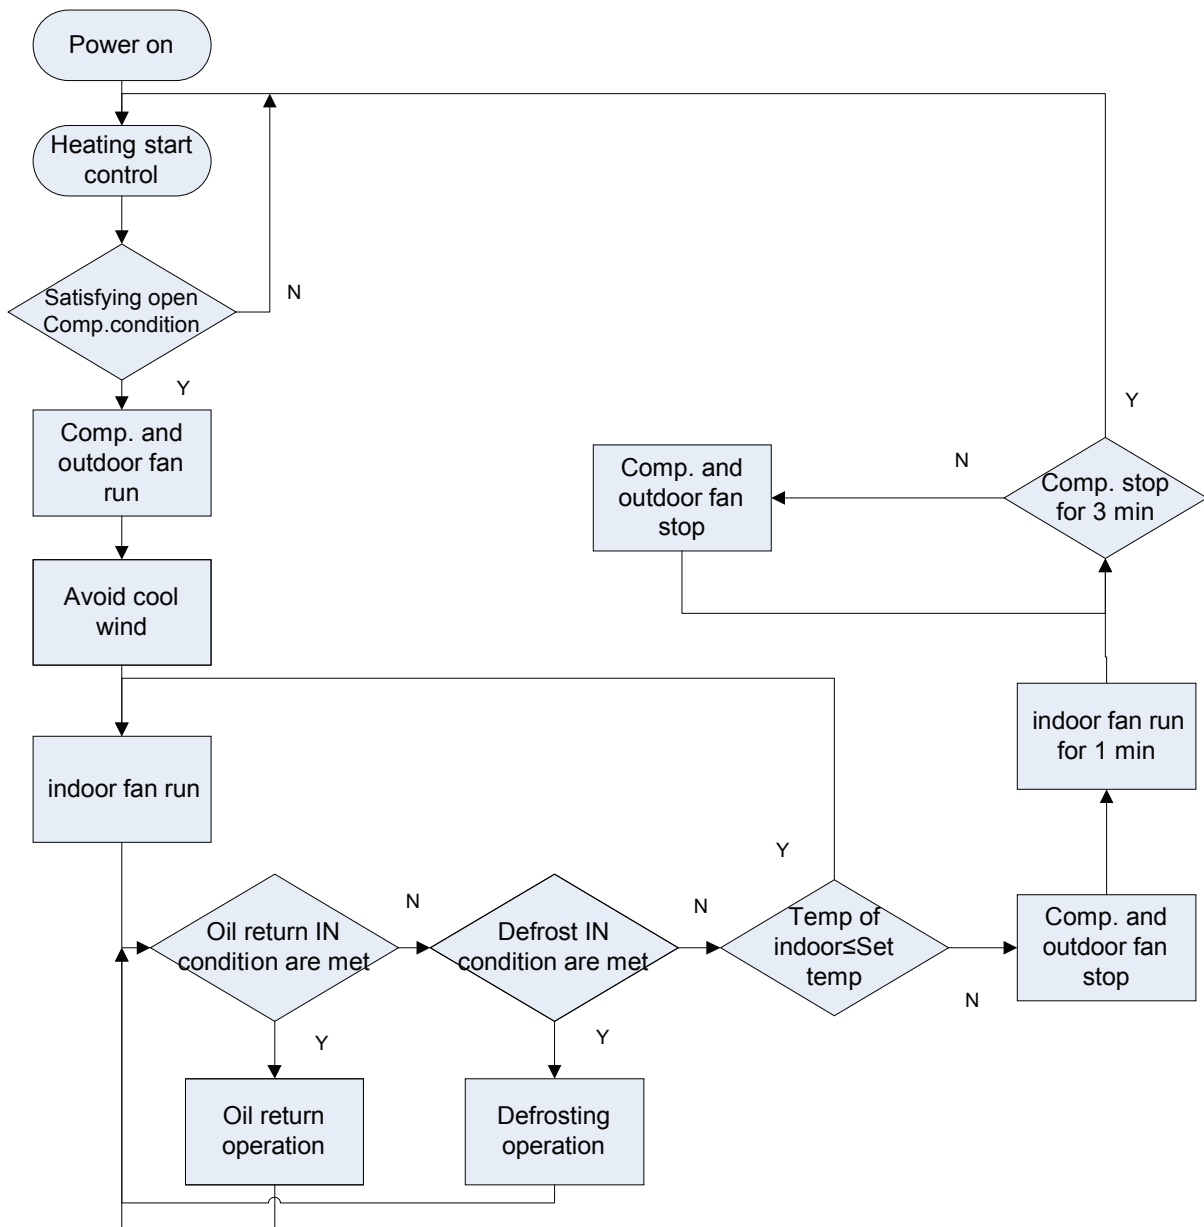 Power on
Heating start
control
Satisfying open
Comp.condition
N
Y
Comp. and
outdoor fan
run
Avoid cool
wind
indoor fan run
Oil return IN
condition are met
N
Y
Oil return
operation
Defrost IN
condition are met
N
Y
Defrosting
operation
Temp of
indoor≤Set
temp
Y
N
Comp. and
outdoor fan
stop
indoor fan run
for 1 min
Comp. stop
for 3 min
Y
N
Comp. and
outdoor fan
stop